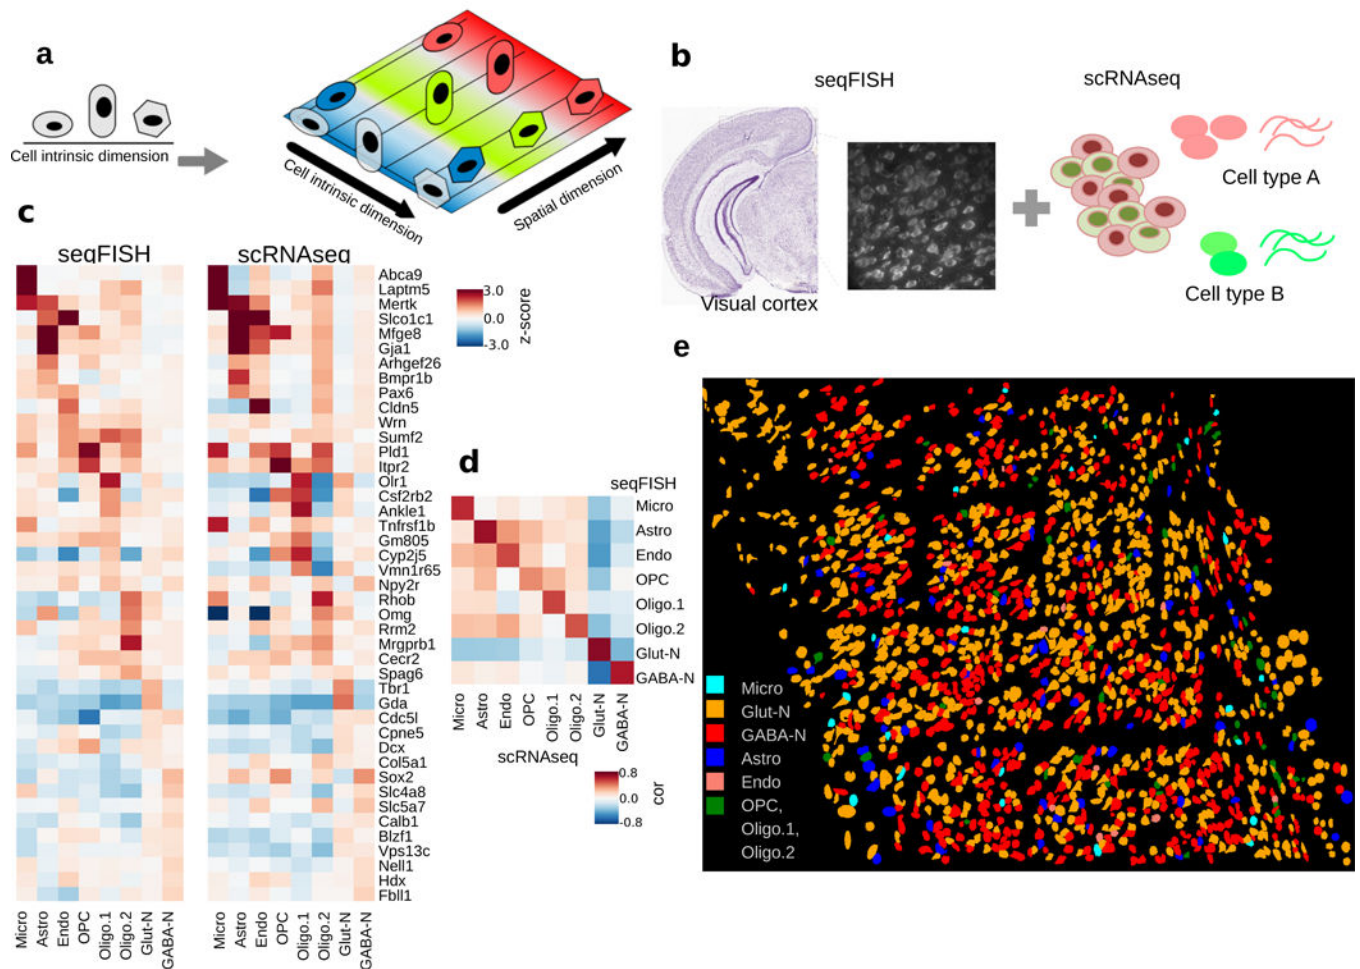 a
Cell intrinsic dimension
Cell intrinsic dimension
Spatial dimension
b
seqFISH
scRNAseq
Visual cortex
Cell type A
Cell type B
c
seqFISH
scRNAseq
Abca9
Laptm5
Mertk
Slco1c1
Mfge8
Gja1
Arhgef26
Bmpr1b
Pax6
Cldn5
Wrn
Sumf2
Pld1
Itpr2
Olr1
Csf2rb2
Ankle1
Tnfrsf1b
Gm805
Cyp2j5
Vmn1r65
Npy2r
Rhob
Omg
Rrm2
Mrgprb1
Cecr2
Spag6
Tbr1
Gda
Cdc5l
Cpne5
Dcx
Col5a1
Sox2
Slc4a8
Slc5a7
Calb1
Blzf1
Vps13c
Nell1
Hdx
Fbll1
Micro
Astro
Endo
OPC
Oligo.1
Oligo.2
Glut-N
GABA-N
Micro
Astro
Endo
OPC
Oligo.1
Oligo.2
Glut-N
GABA-N
3.0
0.0
-3.0
z-score
d
seqFISH
Micro
Astro
Endo
OPC
Oligo.1
Oligo.2
Glut-N
GABA-N
Micro
Astro
Endo
OPC
Oligo.1
Oligo.2
Glut-N
GABA-N
scRNAseq
0.8
0.0
-0.8
cor
e
Micro
Glut-N
GABA-N
Astro
Endo
OPC,
Oligo.1,
Oligo.2